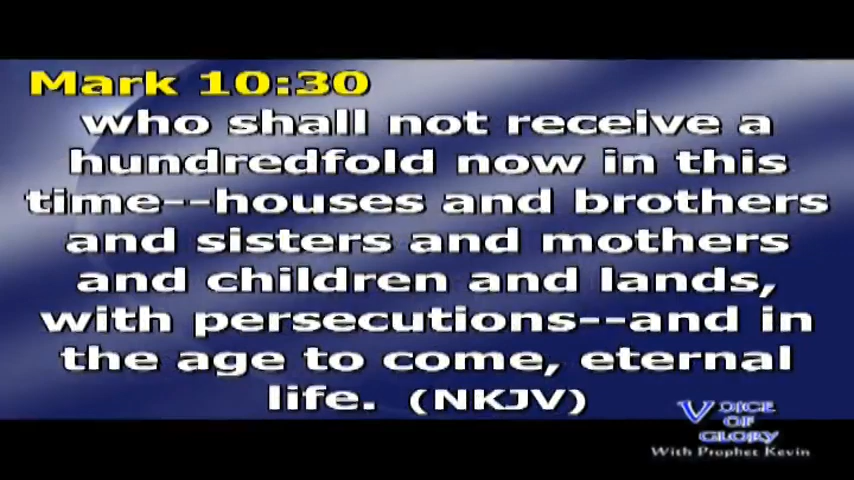 Mark 10:30
who shall not receive a
hundredfold now in this
time--houses and brothers
and sisters and mothers
and children and lands,
with persecutions--and in
the age to come, eternal
life. (NKJV)
VOICE
OF
GLORY
With Prophet Kevin